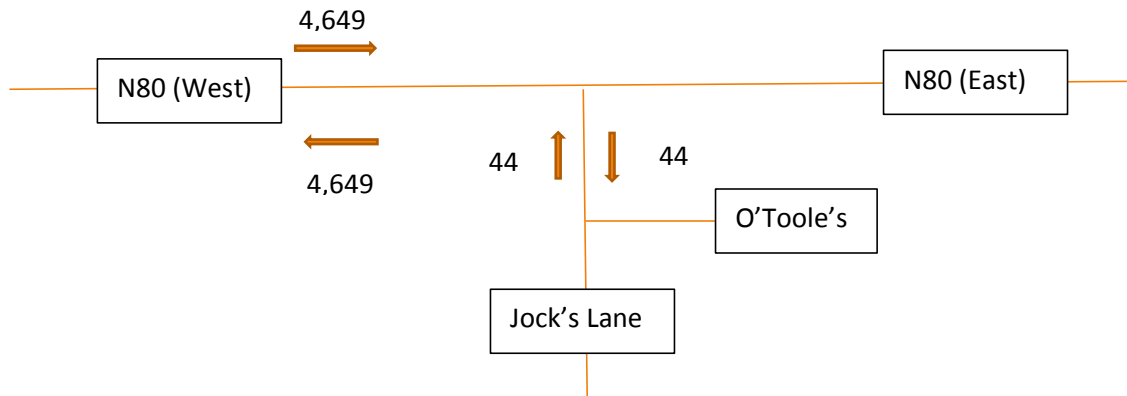 4,649
N80 (West)
N80 (East)
4,649
44
44
O'Toole’s
Jock’s Lane